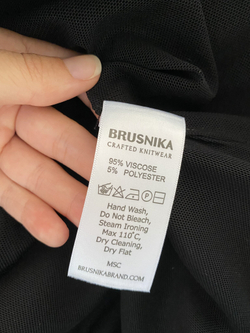 BRUSNIKA
CRAFTED KNITWEAR
95% VISCOSE
5% POLYESTER
Hand Wash,
Do Not Bleach,
Steam Ironing
Max 110°C,
Dry Cleaning,
Dry Flat
MSC
BRUSNIKABRAND.COM